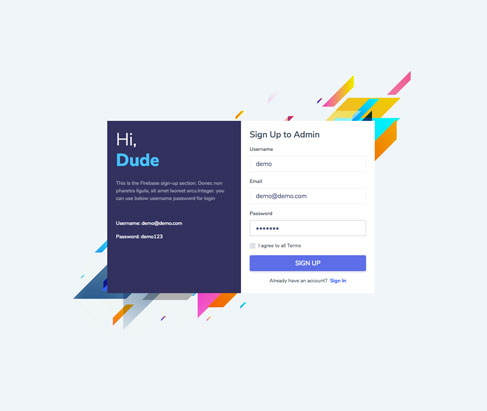 Hi,
Dude
This is the Firebase sign-up section, Donec non
pharetra ligula, sit amet laoreet arcu.Integer. you
can use below username password for login
Username: demo@demo.com
Password: demo123
Sign Up to Admin
Username
demo
Email
demo@demo.com
Password
I agree to all Terms
SIGN UP
Already have an account? Sign In